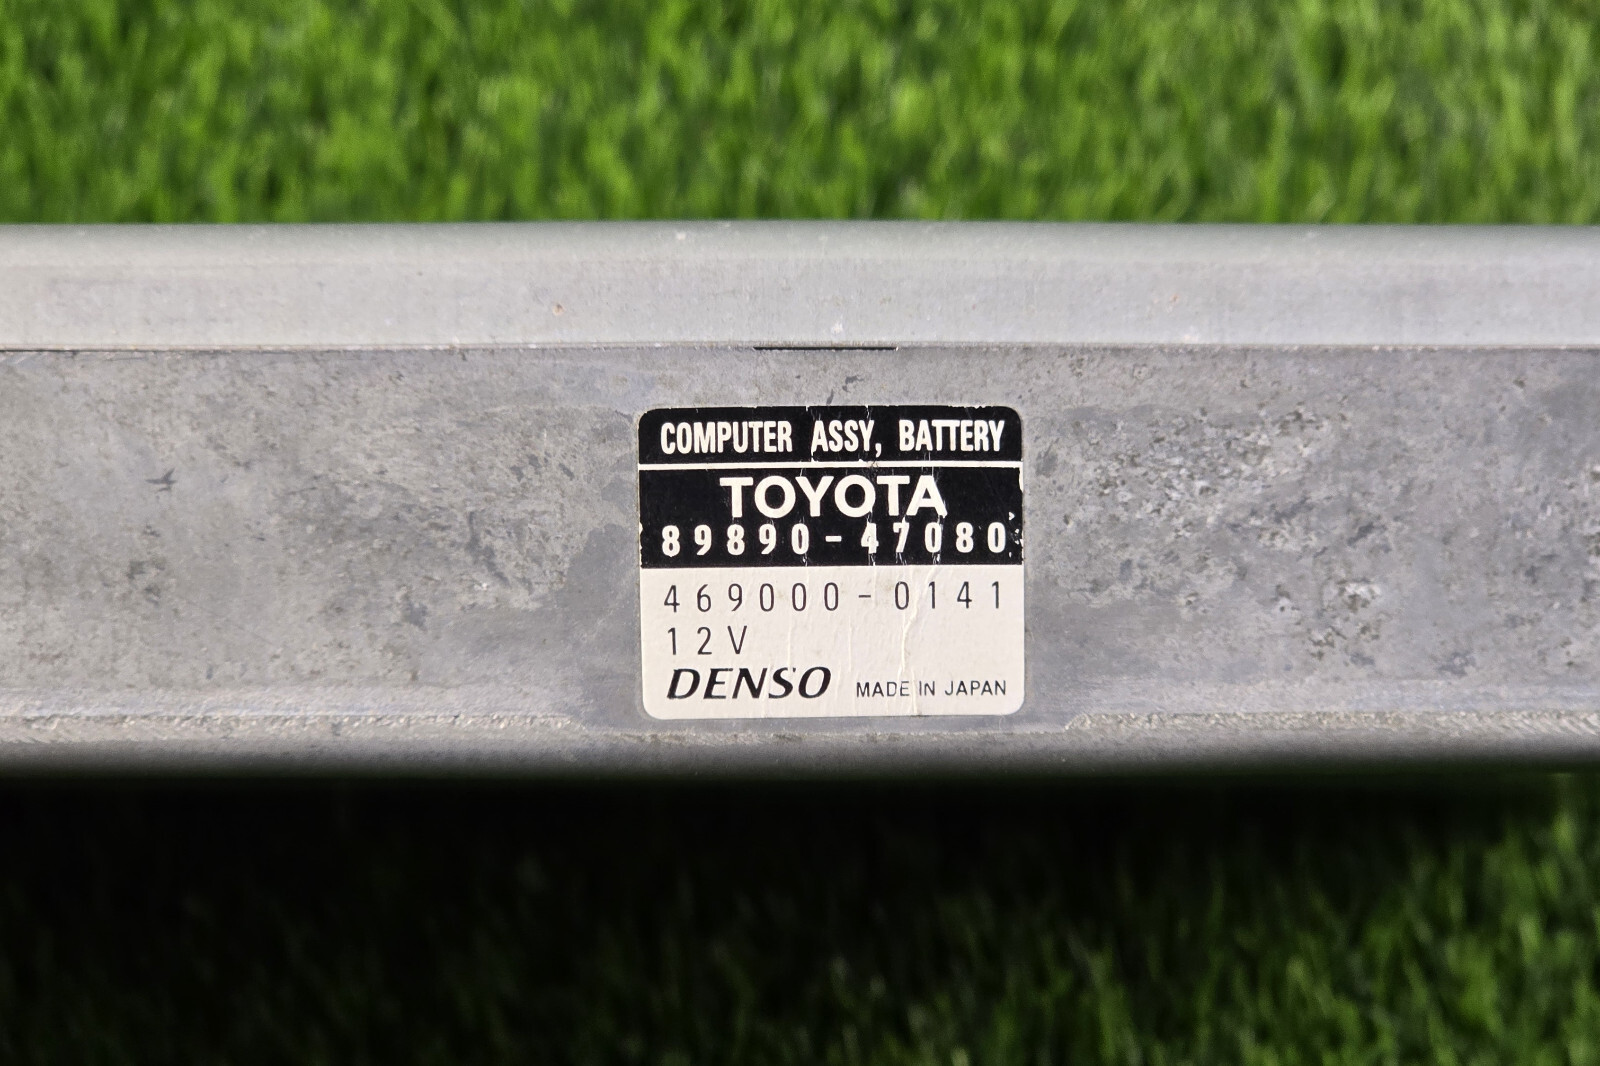 COMPUTER ASSY, BATTERY
TOYOTA
89890-47080
469000-0141
12V
DENSO MADE IN JAPAN